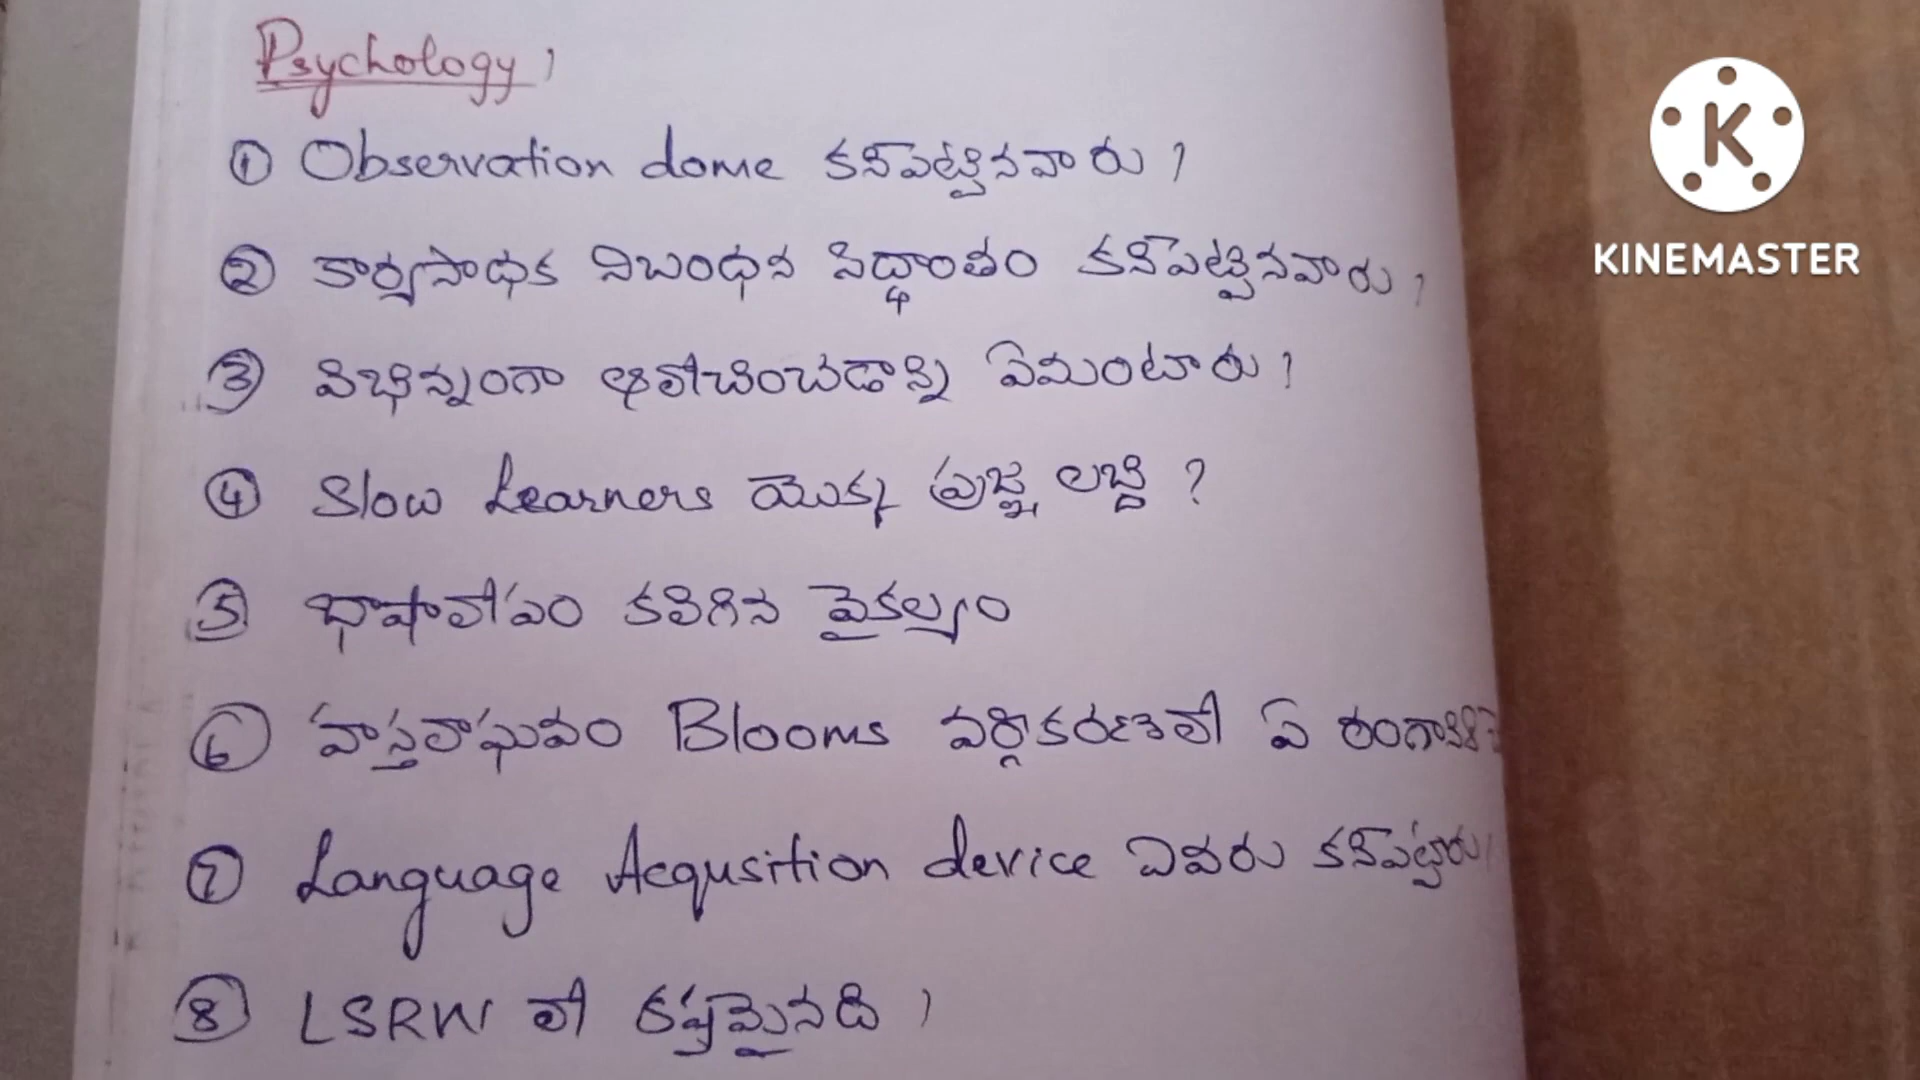 Psychology ;
① Observation dome కనిపెట్టినవారు ?
② కార్యసాధక నిబంధన సిద్ధాంతం కనిపెట్టినవారు ?
③ విభిన్నంగా ఆలోచించడాన్ని ఏమంటారు ?
④ Slow Learners యొక్క ప్రజ్ఞ లబ్ది ?
⑤ భాషాలోపం కలిగిన వైకల్యం
⑥ హస్తలాఘవం Blooms వర్గీకరణలో ఏ రంగానికి
⑦ Language Acqusition device ఎవరు కనిపెట్టారు
⑧ LSRW లో కష్టమైనది ?
KINEMASTER